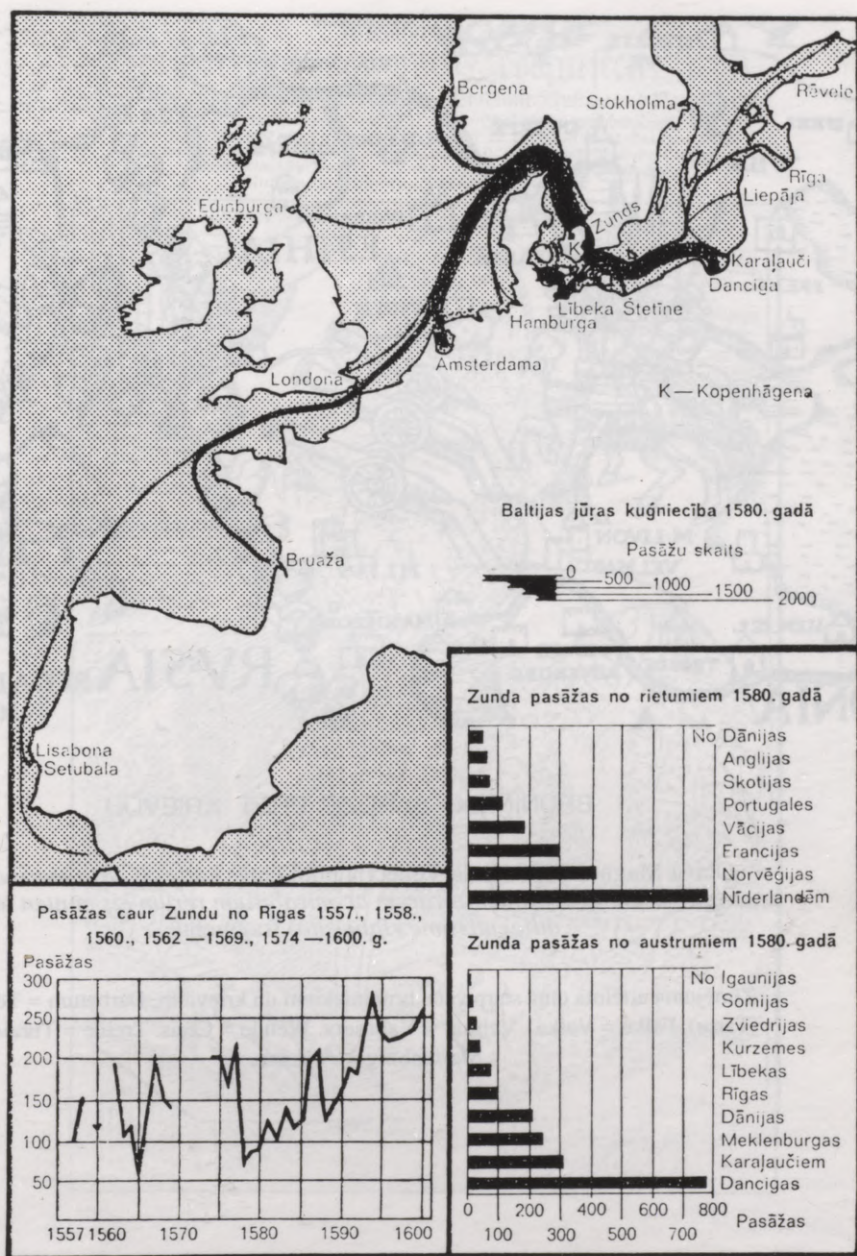 Bergena
Stokholma
Rēvele
Rīga
Liepāja
Edinburga
Zunds
K
Karaļauči
Danciga
Lībeka Štetīne
Hamburga
Amsterdama
Londona
K — Kopenhāgena
Baltijas jūŗas kuģniecība 1580. gadā
Pasāžu skaits
0
500
1000
1500
2000
Bruaža
Lisabona
Setubala
Zunda pasāžas no rietumiem 1580. gadā
No Dānijas
Anglijas
Skotijas
Portugales
Vācijas
Francijas
Norvēģijas
Nīderlandēm
Pasāžas caur Zundu no Rīgas 1557., 1558.,
1560., 1562 — 1569., 1574 — 1600. g.
Pasāžas
300
250
200
150
100
50
1557 1560 1570 1580 1590 1600
Zunda pasāžas no austrumiem 1580. gadā
No Igaunijas
Somijas
Zviedrijas
Kurzemes
Lībekas
Rīgas
Dānijas
Meklenburgas
Karaļaučiem
Dancigas
0 200 400 600 800
100 300 500 700
Pasāžas